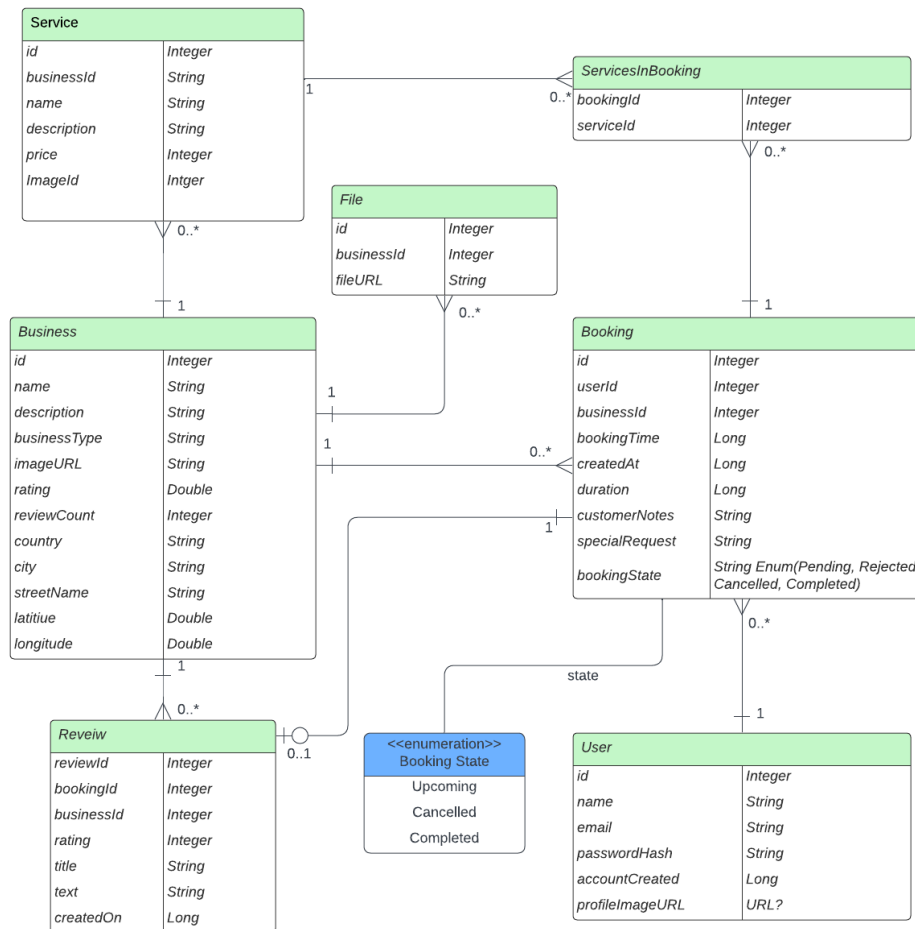 Service
id Integer
businessId String
name String
description String
price Integer
ImageId Intger
1
0..*
ServicesInBooking
bookingId Integer
serviceId Integer
0..*
0..*
File
id Integer
businessId Integer
fileURL String
0..*
1
1
Business
id Integer
name String
description String
businessType String
imageURL String
rating Double
reviewCount Integer
country String
city String
streetName String
latitiue Double
longitude Double
1
1
0..*
1
Booking
id Integer
userId Integer
businessId Integer
bookingTime Long
createdAt Long
duration Long
customerNotes String
specialRequest String
bookingState String Enum(Pending, Rejected
Cancelled, Completed)
0..*
state
1
1
0..*
Reveiw
reviewId Integer
bookingId Integer
businessId Integer
rating Integer
title String
text String
createdOn Long
0..1
<<enumeration>>
Booking State
Upcoming
Cancelled
Completed
User
id Integer
name String
email String
passwordHash String
accountCreated Long
profileImageURL URL?